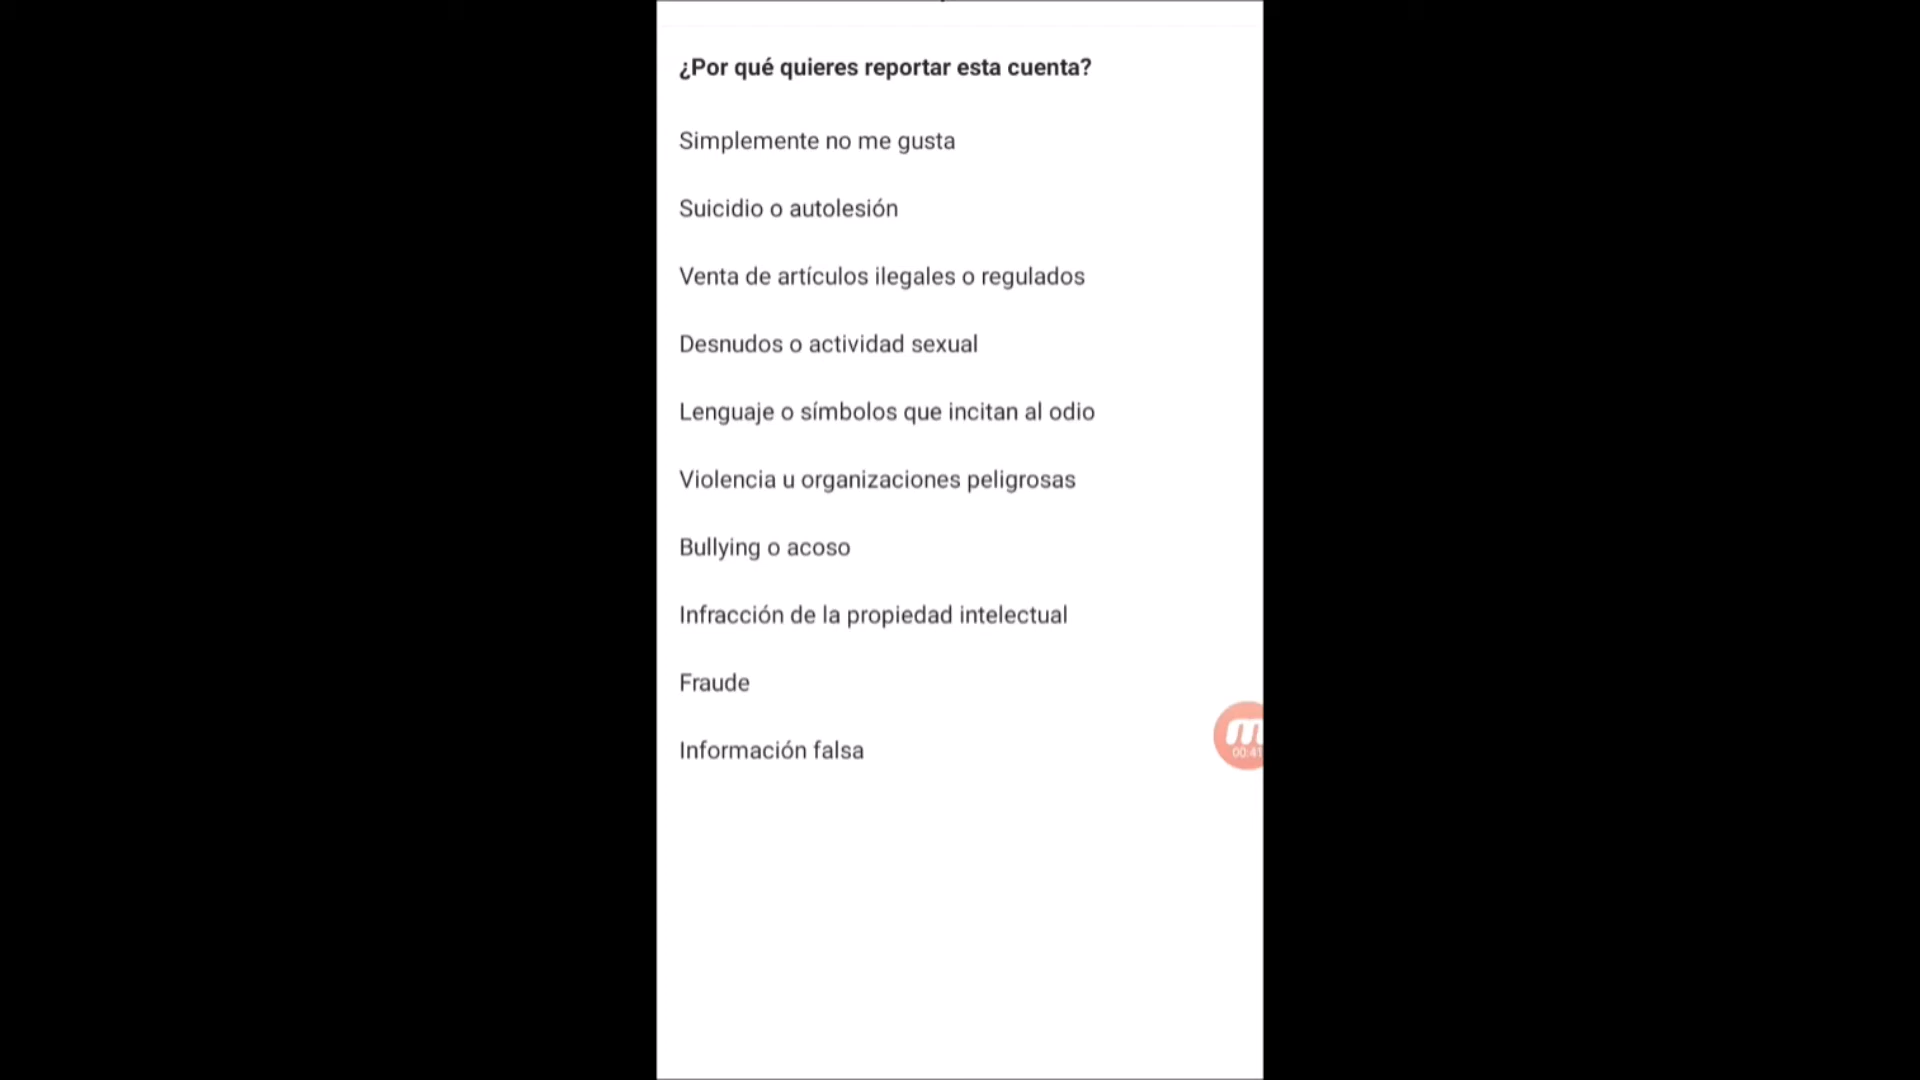 ¿Por qué quieres reportar esta cuenta?
Simplemente no me gusta
Suicidio o autolesión
Venta de artículos ilegales o regulados
Desnudos o actividad sexual
Lenguaje o símbolos que incitan al odio
Violencia u organizaciones peligrosas
Bullying o acoso
Infracción de la propiedad intelectual
Fraude
00:41
Información falsa